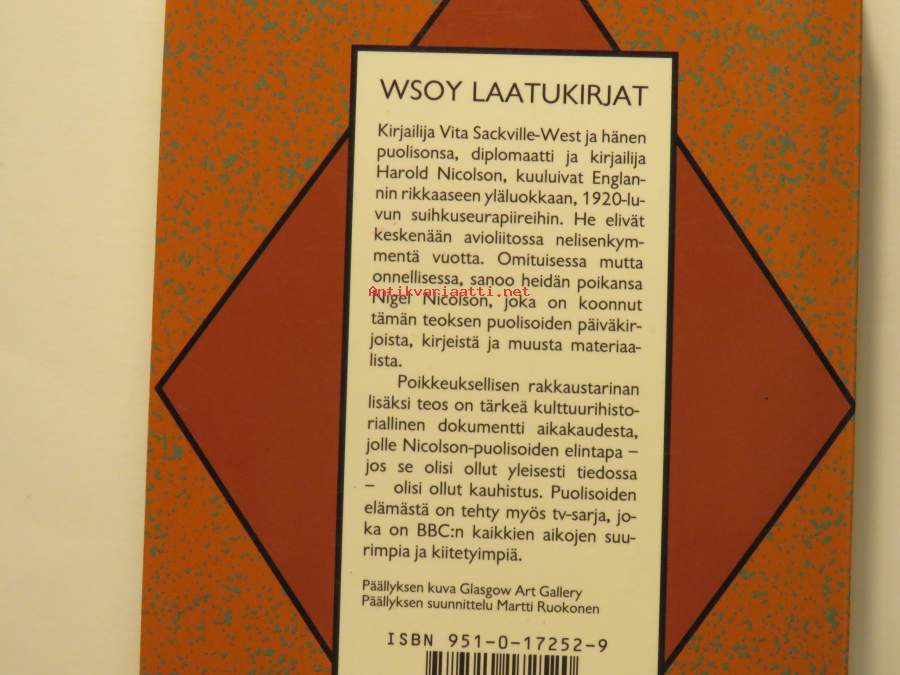 WSOY LAATUKIRJAT
Kirjailija Vita Sackville-West ja hänen
puolisonsa, diplomaatti ja kirjailija
Harold Nicolson, kuuluivat Englan-
nin rikkaaseen yläluokkaan, 1920-lu-
vun suihkuseurapiireihin. He elivät
keskenään avioliitossa nelisenkym-
mentä vuotta. Omituisessa mutta
onnellisessa, sanoo heidän poikansa
Antikvariaatti.net
Nigel Nicolson, joka on koonnut
tämän teoksen puolisoiden päiväkir-
joista, kirjeistä ja muusta materiaa-
lista.
Poikkeuksellisen rakkaustarinan
lisäksi teos on tärkeä kulttuurihisto-
riallinen dokumentti aikakaudesta,
jolle Nicolson-puolisoiden elintapa –
jos se olisi ollut yleisesti tiedossa
– olisi ollut kauhistus. Puolisoiden
elämästä on tehty myös tv-sarja, jo-
ka on BBC:n kaikkien aikojen suu-
rimpia ja kiitetyimpiä.
Päällyksen kuva Glasgow Art Gallery
Päällyksen suunnittelu Martti Ruokonen
ISBN 951-0-17252-9